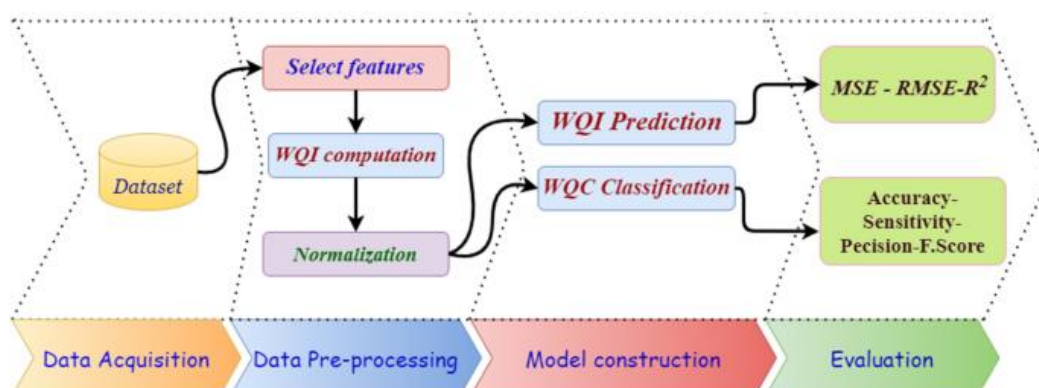 Select features
MSE - RMSE-R²
WQI Prediction
WQI computation
Dataset
WQC Classification
Accuracy-
Sensitivity-
Pecision-F.Score
Normalization
Data Acquisition
Data Pre-processing
Model construction
Evaluation